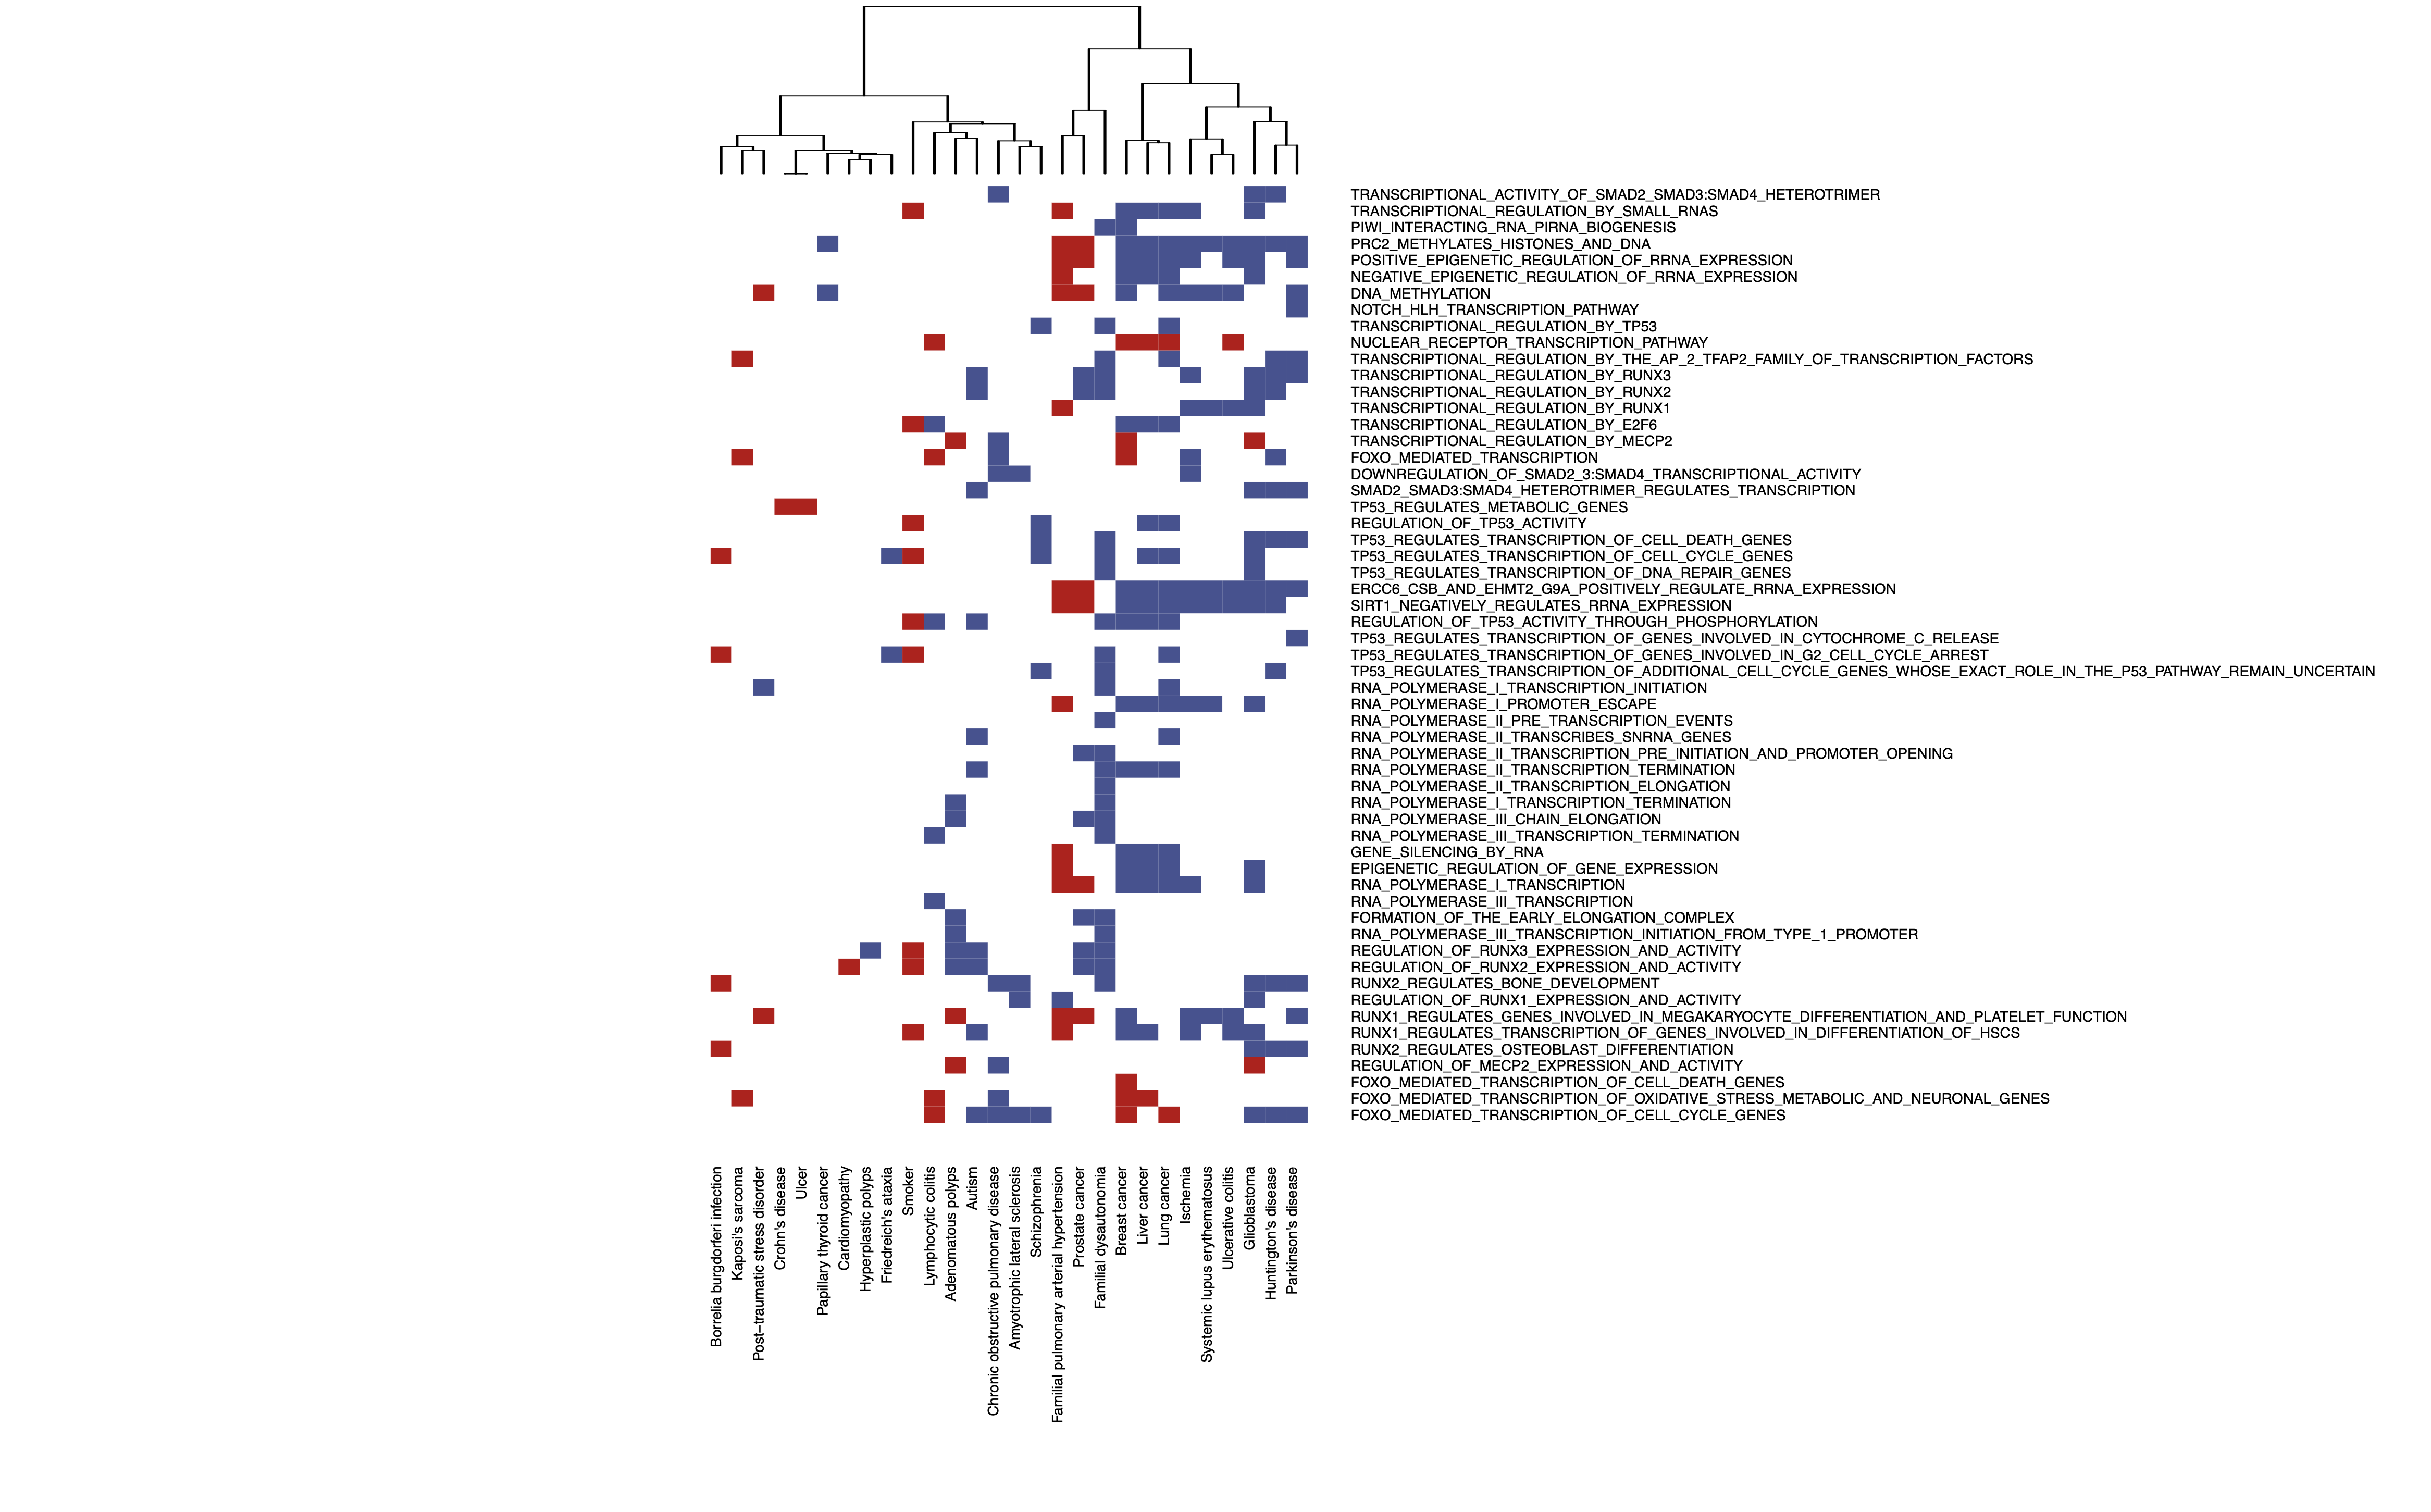 TRANSCRIPTIONAL_ACTIVITY_OF_SMAD2_SMAD3:SMAD4_HETEROTRIMER
TRANSCRIPTIONAL_REGULATION_BY_SMALL_RNAS
PIWI_INTERACTING_RNA_PIRNA_BIOGENESIS
PRC2_METHYLATES_HISTONES_AND_DNA
POSITIVE_EPIGENETIC_REGULATION_OF_RRNA_EXPRESSION
NEGATIVE_EPIGENETIC_REGULATION_OF_RRNA_EXPRESSION
DNA_METHYLATION
NOTCH_HLH_TRANSCRIPTION_PATHWAY
TRANSCRIPTIONAL_REGULATION_BY_TP53
NUCLEAR_RECEPTOR_TRANSCRIPTION_PATHWAY
TRANSCRIPTIONAL_REGULATION_BY_THE_AP_2_TFAP2_FAMILY_OF_TRANSCRIPTION_FACTORS
TRANSCRIPTIONAL_REGULATION_BY_RUNX3
TRANSCRIPTIONAL_REGULATION_BY_RUNX2
TRANSCRIPTIONAL_REGULATION_BY_RUNX1
TRANSCRIPTIONAL_REGULATION_BY_E2F6
TRANSCRIPTIONAL_REGULATION_BY_MECP2
FOXO_MEDIATED_TRANSCRIPTION
DOWNREGULATION_OF_SMAD2_3:SMAD4_TRANSCRIPTIONAL_ACTIVITY
SMAD2_SMAD3:SMAD4_HETEROTRIMER_REGULATES_TRANSCRIPTION
TP53_REGULATES_METABOLIC_GENES
REGULATION_OF_TP53_ACTIVITY
TP53_REGULATES_TRANSCRIPTION_OF_CELL_DEATH_GENES
TP53_REGULATES_TRANSCRIPTION_OF_CELL_CYCLE_GENES
TP53_REGULATES_TRANSCRIPTION_OF_DNA_REPAIR_GENES
ERCC6_CSB_AND_EHMT2_G9A_POSITIVELY_REGULATE_RRNA_EXPRESSION
SIRT1_NEGATIVELY_REGULATES_RRNA_EXPRESSION
REGULATION_OF_TP53_ACTIVITY_THROUGH_PHOSPHORYLATION
TP53_REGULATES_TRANSCRIPTION_OF_GENES_INVOLVED_IN_CYTOCHROME_C_RELEASE
TP53_REGULATES_TRANSCRIPTION_OF_GENES_INVOLVED_IN_G2_CELL_CYCLE_ARREST
TP53_REGULATES_TRANSCRIPTION_OF_ADDITIONAL_CELL_CYCLE_GENES_WHOSE_EXACT_ROLE_IN_THE_P53_PATHWAY_REMAIN_UNCERTAIN
RNA_POLYMERASE_I_TRANSCRIPTION_INITIATION
RNA_POLYMERASE_I_PROMOTER_ESCAPE
RNA_POLYMERASE_II_PRE_TRANSCRIPTION_EVENTS
RNA_POLYMERASE_II_TRANSCRIBES_SNRNA_GENES
RNA_POLYMERASE_II_TRANSCRIPTION_PRE_INITIATION_AND_PROMOTER_OPENING
RNA_POLYMERASE_II_TRANSCRIPTION_TERMINATION
RNA_POLYMERASE_II_TRANSCRIPTION_ELONGATION
RNA_POLYMERASE_I_TRANSCRIPTION_TERMINATION
RNA_POLYMERASE_III_CHAIN_ELONGATION
RNA_POLYMERASE_III_TRANSCRIPTION_TERMINATION
GENE_SILENCING_BY_RNA
EPIGENETIC_REGULATION_OF_GENE_EXPRESSION
RNA_POLYMERASE_I_TRANSCRIPTION
RNA_POLYMERASE_III_TRANSCRIPTION
FORMATION_OF_THE_EARLY_ELONGATION_COMPLEX
RNA_POLYMERASE_III_TRANSCRIPTION_INITIATION_FROM_TYPE_1_PROMOTER
REGULATION_OF_RUNX3_EXPRESSION_AND_ACTIVITY
REGULATION_OF_RUNX2_EXPRESSION_AND_ACTIVITY
RUNX2_REGULATES_BONE_DEVELOPMENT
REGULATION_OF_RUNX1_EXPRESSION_AND_ACTIVITY
RUNX1_REGULATES_GENES_INVOLVED_IN_MEGAKARYOCYTE_DIFFERENTIATION_AND_PLATELET_FUNCTION
RUNX1_REGULATES_TRANSCRIPTION_OF_GENES_INVOLVED_IN_DIFFERENTIATION_OF_HSCS
RUNX2_REGULATES_OSTEOBLAST_DIFFERENTIATION
REGULATION_OF_MECP2_EXPRESSION_AND_ACTIVITY
FOXO_MEDIATED_TRANSCRIPTION_OF_CELL_DEATH_GENES
FOXO_MEDIATED_TRANSCRIPTION_OF_OXIDATIVE_STRESS_METABOLIC_AND_NEURONAL_GENES
FOXO_MEDIATED_TRANSCRIPTION_OF_CELL_CYCLE_GENES
Borrelia burgdorferi infection
Kaposi's sarcoma
Post−traumatic stress disorder
Crohn's disease
Ulcer
Papillary thyroid cancer
Cardiomyopathy
Hyperplastic polyps
Friedreich's ataxia
Smoker
Lymphocytic colitis
Adenomatous polyps
Autism
Chronic obstructive pulmonary disease
Amyotrophic lateral sclerosis
Schizophrenia
Familial pulmonary arterial hypertension
Prostate cancer
Familial dysautonomia
Breast cancer
Liver cancer
Lung cancer
Ischemia
Systemic lupus erythematosus
Ulcerative colitis
Glioblastoma
Huntington's disease
Parkinson's disease